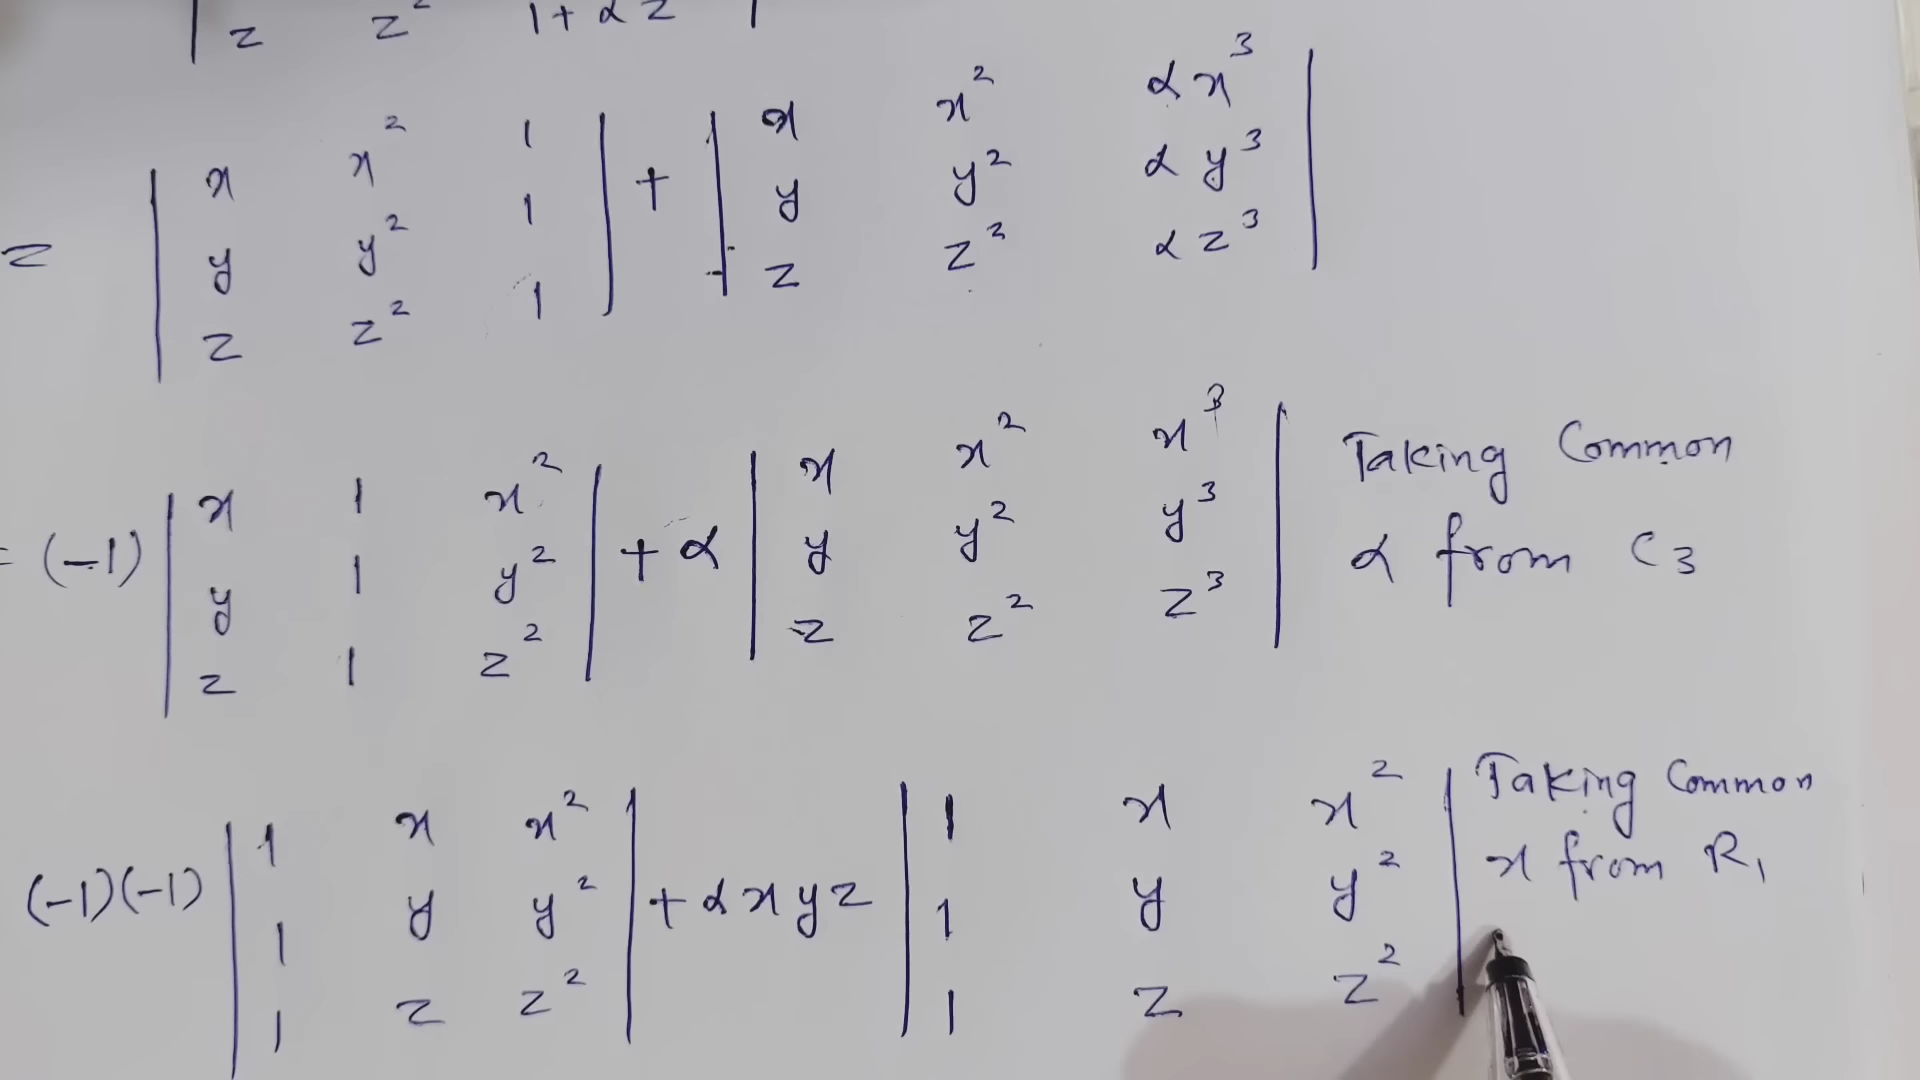 | z z² 1+αz |
= | x x² 1 | + | x x² αx³ |
| y y² 1 | | y y² αy³ |
| z z² 1 | | z z² αz³ |
= (-1) | x 1 x² | + α | x x² x³ | Taking Common
| y 1 y² | | y y² y³ | α from C3
| z 1 z² | | z z² z³ |
(-1)(-1) | 1 x x² | + αxyz | 1 x x² | Taking Common
| 1 y y² | | 1 y y² | x from R₁
| 1 z z² | | 1 z z² |